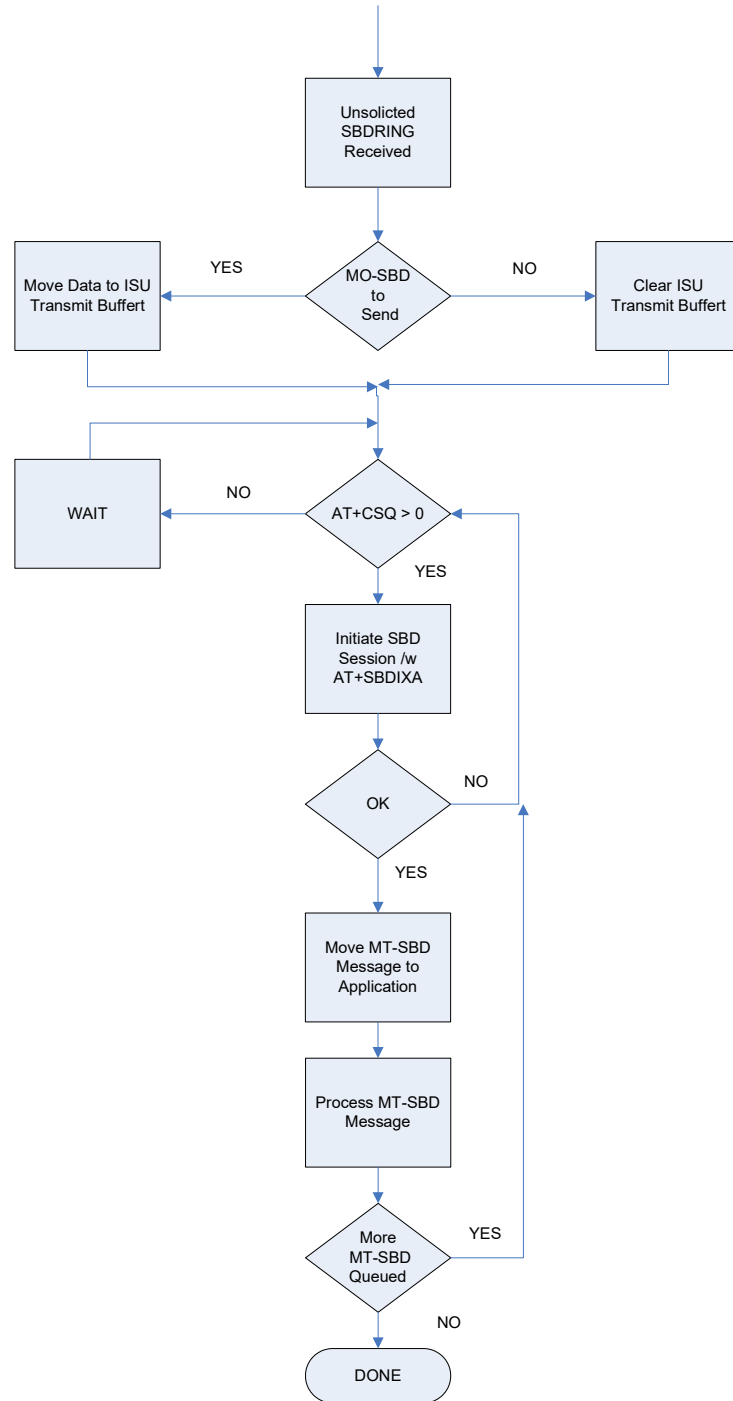 Unsolicted
SBDRING
Received
YES
MO-SBD
to
Send
NO
Move Data to ISU
Transmit Buffert
Clear ISU
Transmit Buffert
WAIT
NO
AT+CSQ > 0
YES
Initiate SBD
Session /w
AT+SBDIXA
OK
NO
YES
Move MT-SBD
Message to
Application
Process MT-SBD
Message
More
MT-SBD
Queued
YES
NO
DONE